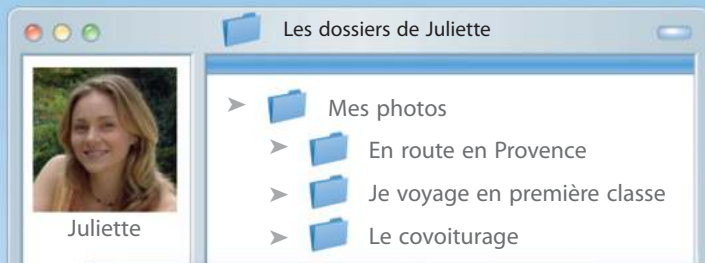 Les dossiers de Juliette
Mes photos
En route en Provence
Je voyage en première classe
Le covoiturage
Juliette